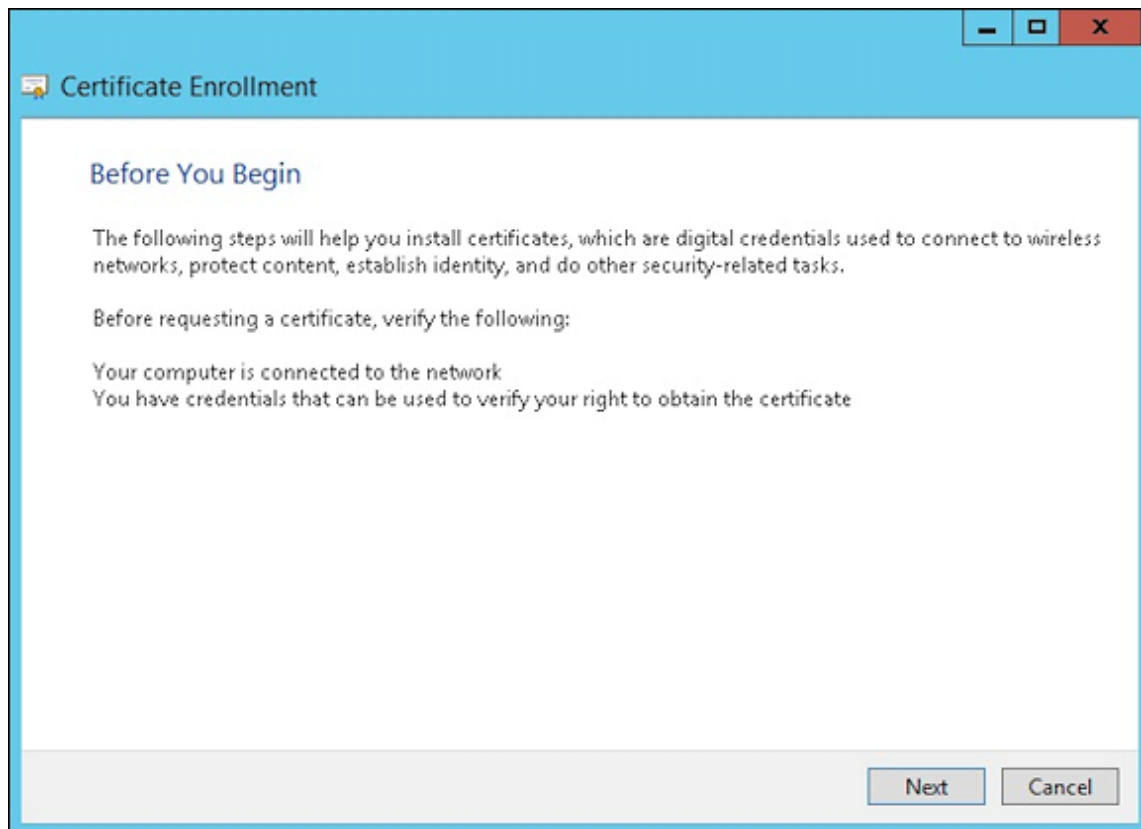 Certificate Enrollment
Before You Begin
The following steps will help you install certificates, which are digital credentials used to connect to wireless
networks, protect content, establish identity, and do other security-related tasks.
Before requesting a certificate, verify the following:
Your computer is connected to the network
You have credentials that can be used to verify your right to obtain the certificate
Next Cancel